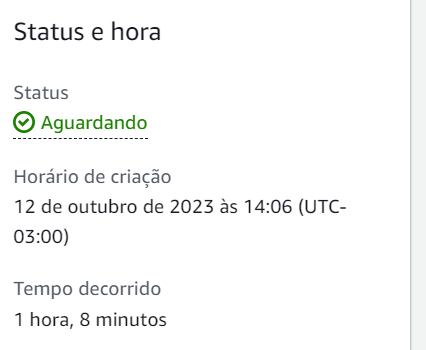 Status e hora
Status
Aguardando
Horário de criação
12 de outubro de 2023 às 14:06 (UTC-
03:00)
Tempo decorrido
1 hora, 8 minutos